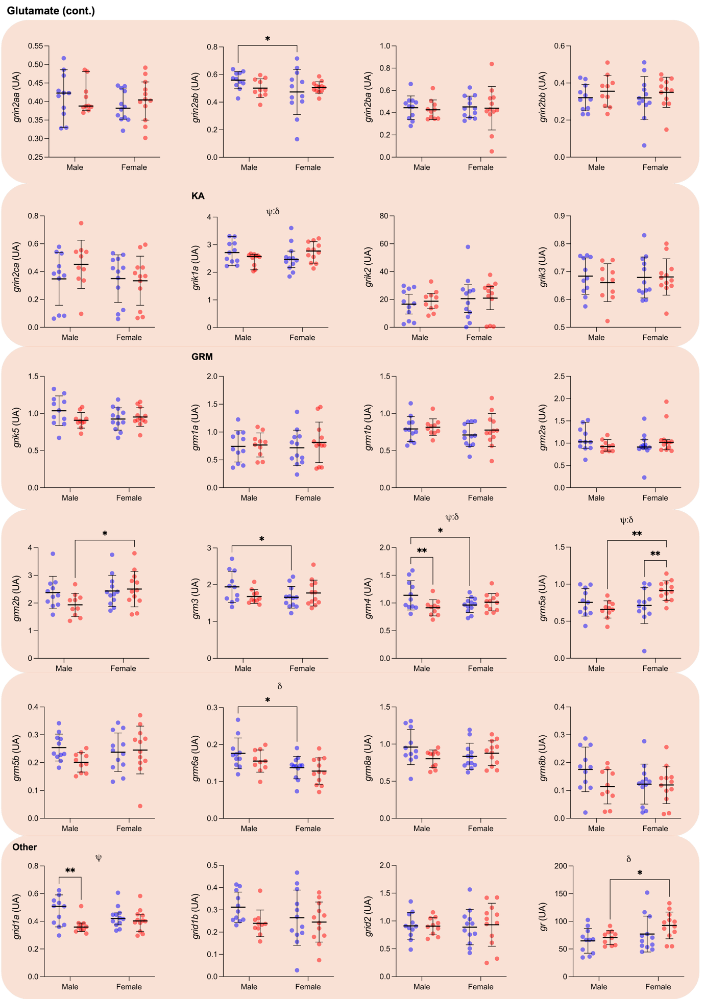 Glutamate (cont.)
*
grin2aa (UA)
0.55
0.50
0.45
0.40
0.35
0.30
0.25
Male Female
grin2ab (UA)
0.8
0.6
0.4
0.2
0.0
Male Female
grin2ba (UA)
1.0
0.8
0.6
0.4
0.2
0.0
Male Female
grin2bb (UA)
0.6
0.4
0.2
0.0
Male Female
KA
grin2ca (UA)
0.8
0.6
0.4
0.2
0.0
Male Female
ψ:δ
grik1a (UA)
4
3
2
1
0
Male Female
grik2 (UA)
80
60
40
20
0
Male Female
grik3 (UA)
0.9
0.8
0.7
0.6
0.5
Male Female
GRM
grik5 (UA)
1.5
1.0
0.5
0.0
Male Female
grm1a (UA)
2.0
1.5
1.0
0.5
0.0
Male Female
grm1b (UA)
1.5
1.0
0.5
0.0
Male Female
grm2a (UA)
2.5
2.0
1.5
1.0
0.5
0.0
Male Female
*
grm2b (UA)
4
3
2
1
0
Male Female
*
grm3 (UA)
3
2
1
0
Male Female
ψ:δ
*
**
grm4 (UA)
2.0
1.5
1.0
0.5
0.0
Male Female
ψ:δ
**
**
grm5a (UA)
1.5
1.0
0.5
0.0
Male Female
grm5b (UA)
0.4
0.3
0.2
0.1
0.0
Male Female
δ
*
grm6a (UA)
0.3
0.2
0.1
0.0
Male Female
grm8a (UA)
1.5
1.0
0.5
0.0
Male Female
grm8b (UA)
0.4
0.3
0.2
0.1
0.0
Male Female
Other
ψ
**
grid1a (UA)
0.8
0.6
0.4
0.2
0.0
Male Female
grid1b (UA)
0.5
0.4
0.3
0.2
0.1
0.0
Male Female
grid2 (UA)
2.0
1.5
1.0
0.5
0.0
Male Female
δ
*
gr (UA)
200
150
100
50
0
Male Female